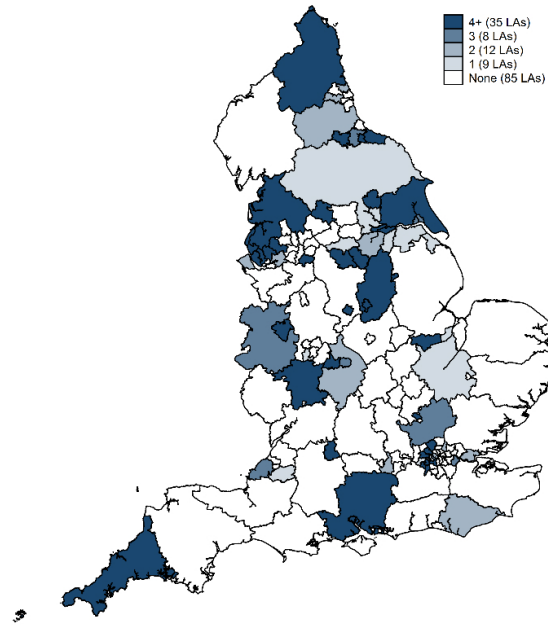 4+ (35 LAs)
3 (8 LAs)
2 (12 LAs)
1 (9 LAs)
None (85 LAs)